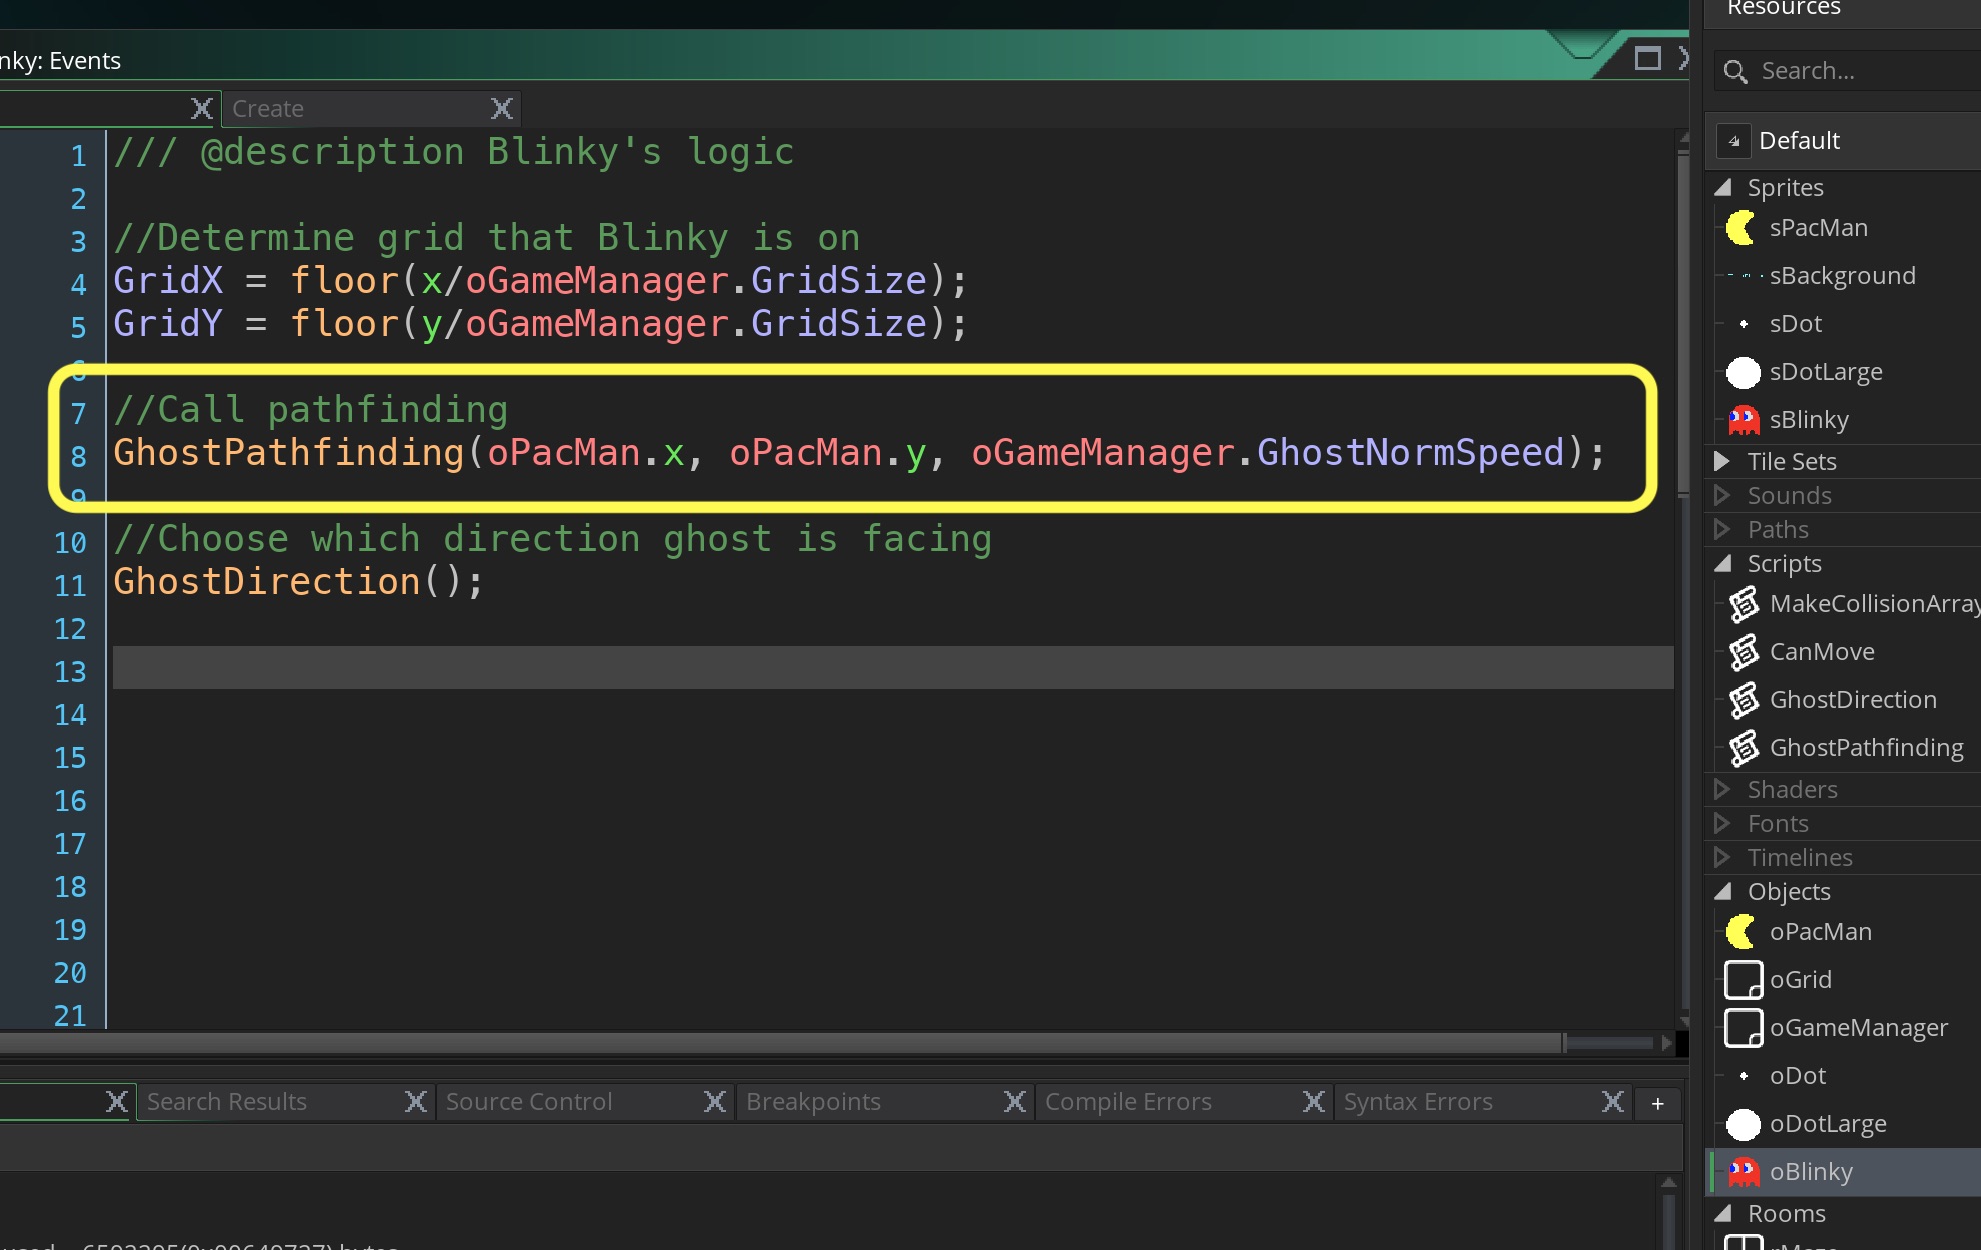 Resources
nky: Events
Search...
Create
Default
1 /// @description Blinky's logic
2
3 //Determine grid that Blinky is on
4 GridX = floor(x/oGameManager.GridSize);
5 GridY = floor(y/oGameManager.GridSize);
6
7 //Call pathfinding
8 GhostPathfinding(oPacMan.x, oPacMan.y, oGameManager.GhostNormSpeed);
9
10 //Choose which direction ghost is facing
11 GhostDirection();
12
13
14
15
16
17
18
19
20
21
Sprites
sPacMan
sBackground
sDot
sDotLarge
sBlinky
Tile Sets
Sounds
Paths
Scripts
MakeCollisionArray
CanMove
GhostDirection
GhostPathfinding
Shaders
Fonts
Timelines
Objects
oPacMan
oGrid
oGameManager
oDot
oDotLarge
oBlinky
Rooms
Search Results
Source Control
Breakpoints
Compile Errors
Syntax Errors
+